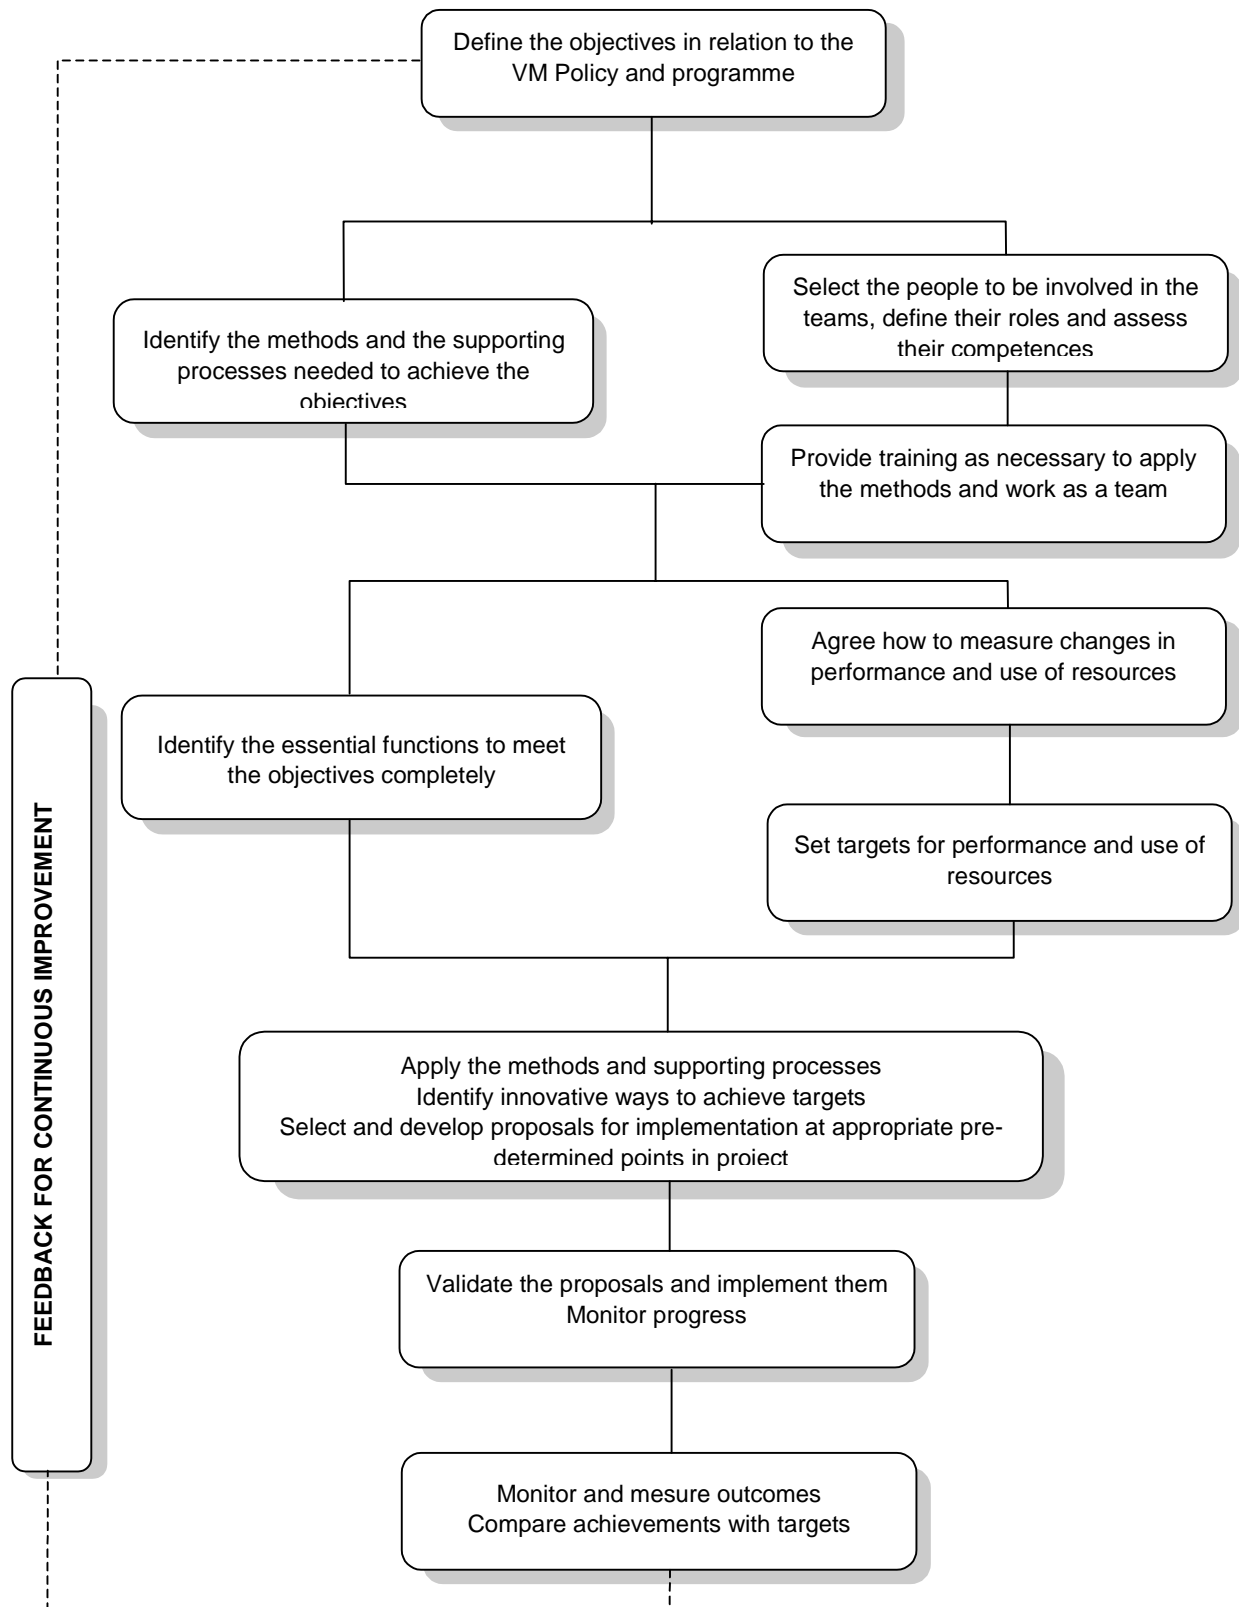 Define the objectives in relation to the
VM Policy and programme
Select the people to be involved in the
teams, define their roles and assess
their competences
Identify the methods and the supporting
processes needed to achieve the
objectives
Provide training as necessary to apply
the methods and work as a team
Agree how to measure changes in
performance and use of resources
Identify the essential functions to meet
the objectives completely
Set targets for performance and use of
resources
FEEDBACK FOR CONTINUOUS IMPROVEMENT
Apply the methods and supporting processes
Identify innovative ways to achieve targets
Select and develop proposals for implementation at appropriate pre-
determined points in project
Validate the proposals and implement them
Monitor progress
Monitor and mesure outcomes
Compare achievements with targets